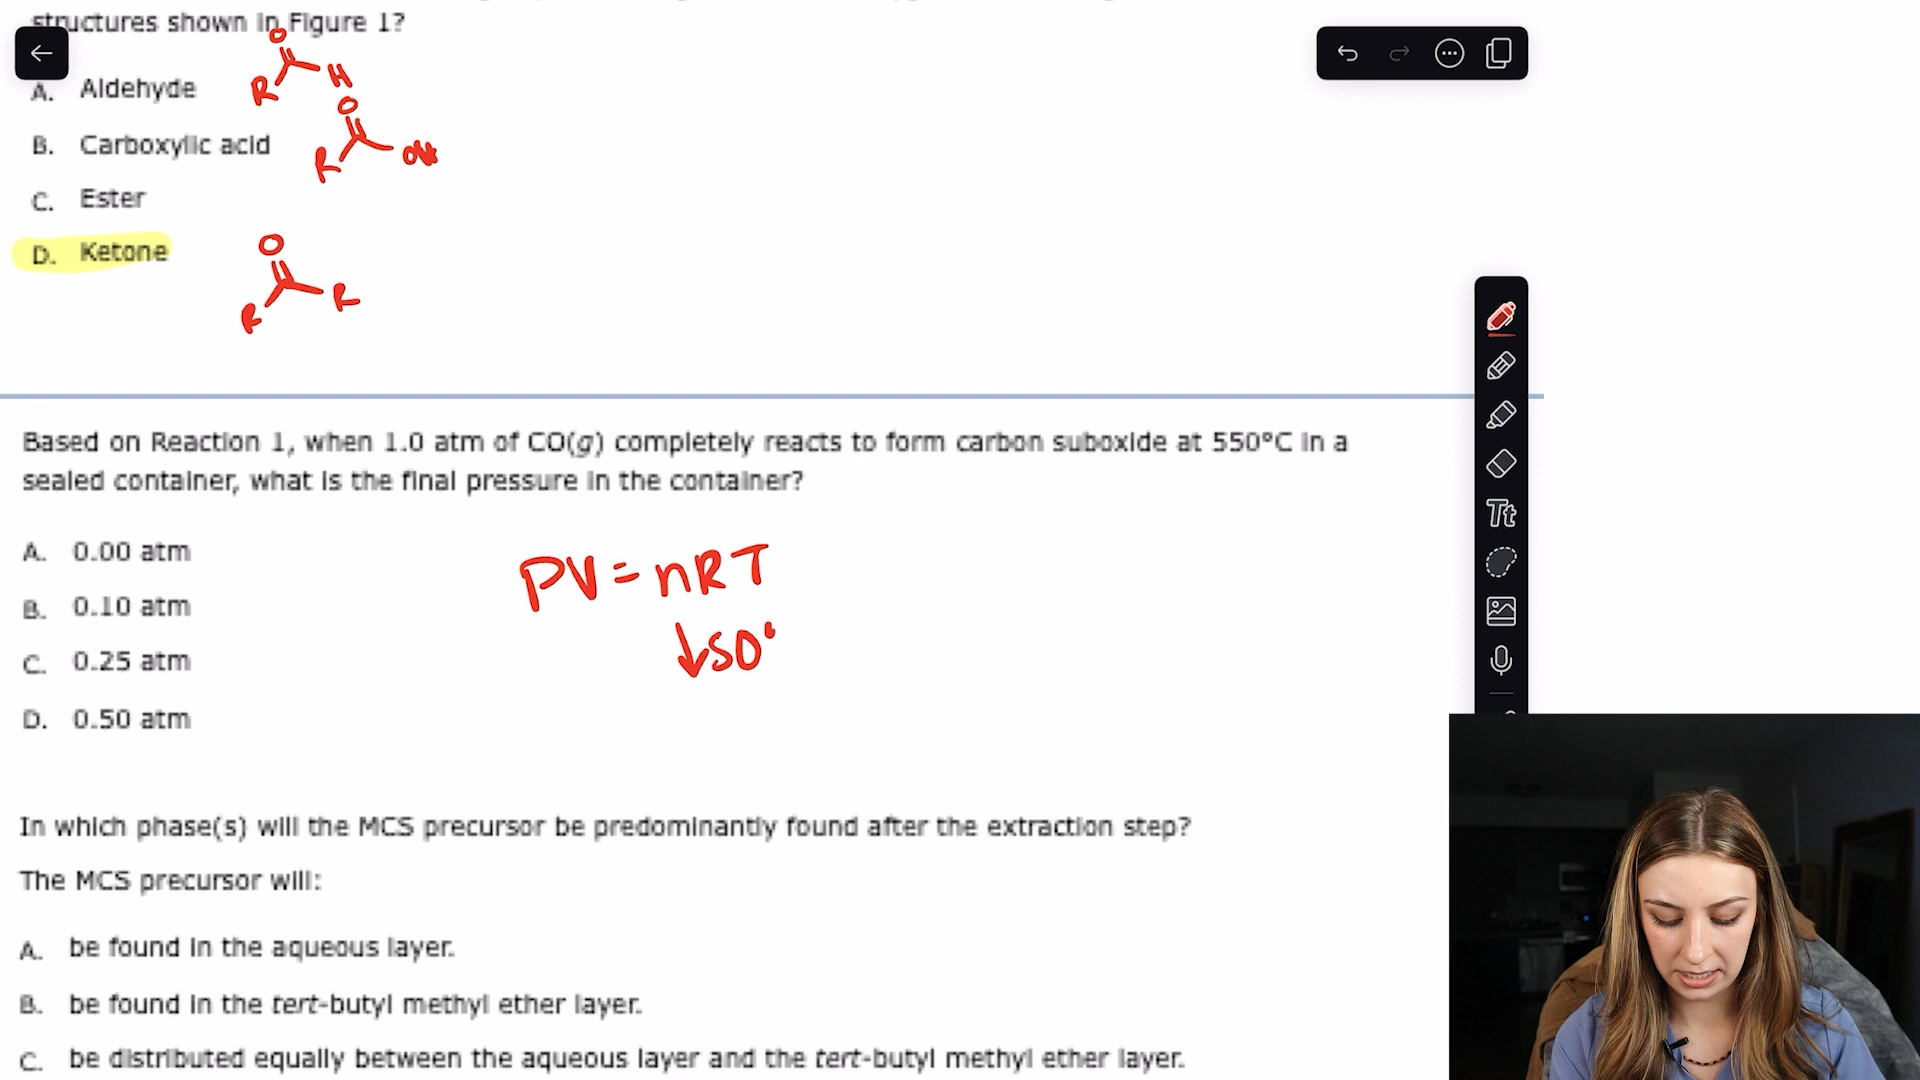 structures shown in Figure 1?
A. Aldehyde
O
R H
B. Carboxylic acid
O
R OH
C. Ester
D. Ketone
O
R R
Based on Reaction 1, when 1.0 atm of CO(g) completely reacts to form carbon suboxide at 550°C in a
sealed container, what is the final pressure in the container?
A. 0.00 atm
B. 0.10 atm
C. 0.25 atm
D. 0.50 atm
PV = nRT
↓50
In which phase(s) will the MCS precursor be predominantly found after the extraction step?
The MCS precursor will:
A. be found in the aqueous layer.
B. be found in the tert-butyl methyl ether layer.
C. be distributed equally between the aqueous layer and the tert-butyl methyl ether layer.
Tt